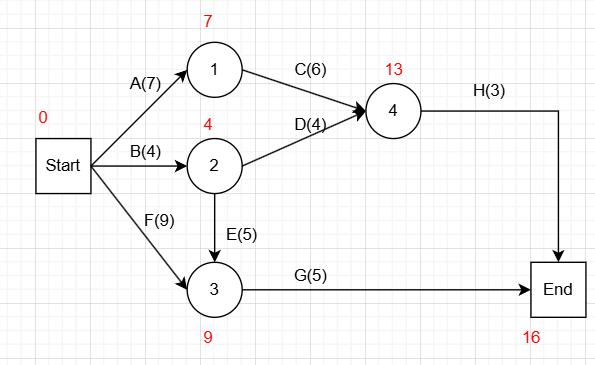 7
1
C(6)
13
A(7)
H(3)
0
4
4
D(4)
B(4)
Start
2
F(9)
E(5)
G(5)
3
End
9
16